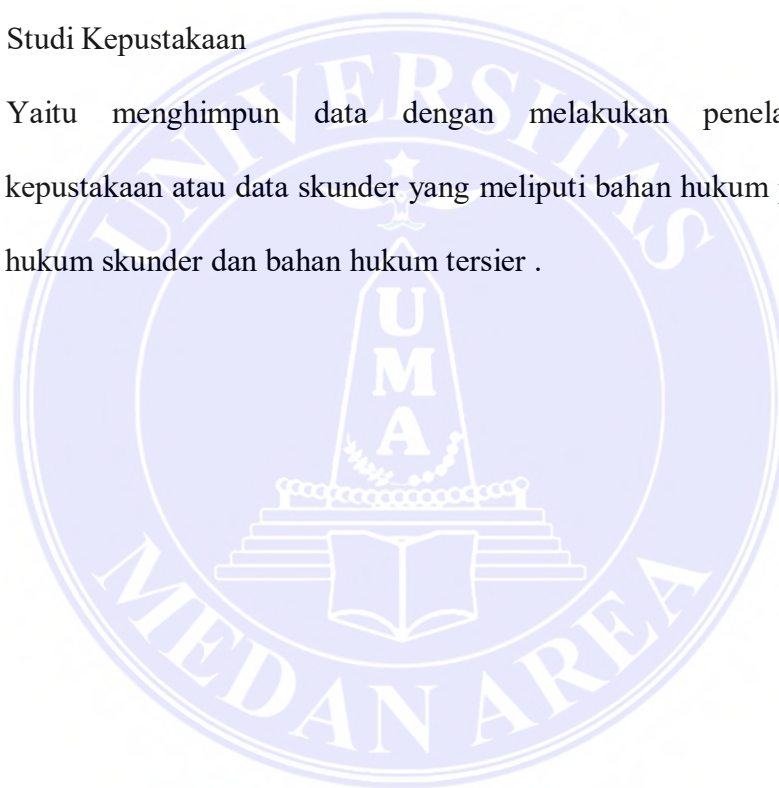 Studi Kepustakaan
Yaitu menghimpun data dengan melakukan
kepustakaan atau data skunder yang meliputi bahan hukum
hukum skunder dan bahan hukum tersier .
UNIVERSITAS
UMA
MEDAN AREA